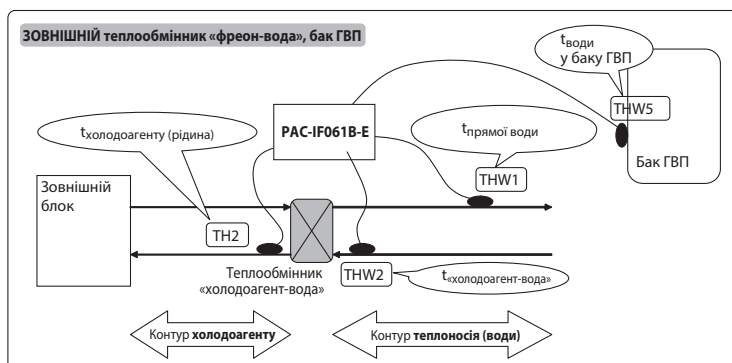 ЗОВНІШНІЙ теплообмінник «фреон-вода», бак ГВП
tводи
у баку ГВП
THW5
Бак ГВП
tхолодоагенту (рідина)
PAC-IF061B-E
tпрямої води
THW1
Зовнішній
блок
TH2
Теплообмінник
«холодоагент-вода»
THW2
t«холодоагент-вода»
Контур холодоагенту
Контур теплоносія (води)